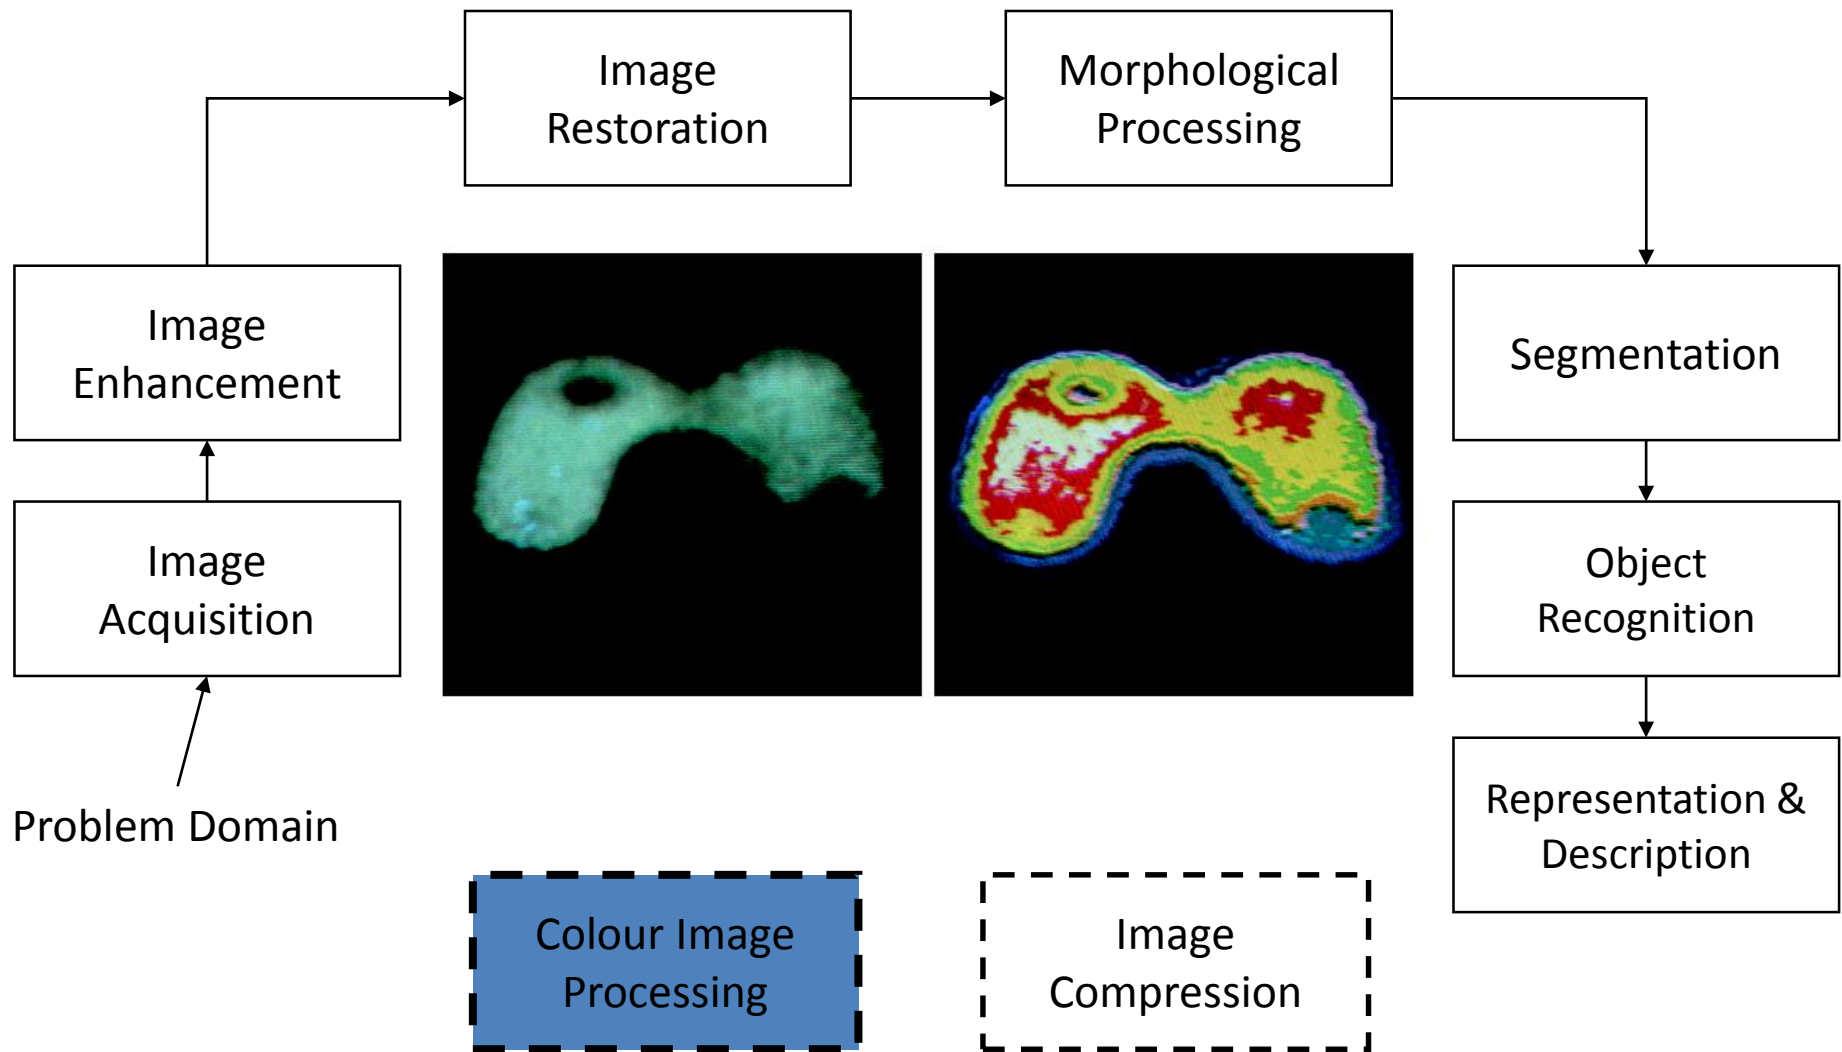 Image
Restoration
Morphological
Processing
Image
Enhancement
Segmentation
Image
Acquisition
Object
Recognition
Problem Domain
Representation &
Description
Colour Image
Processing
Image
Compression